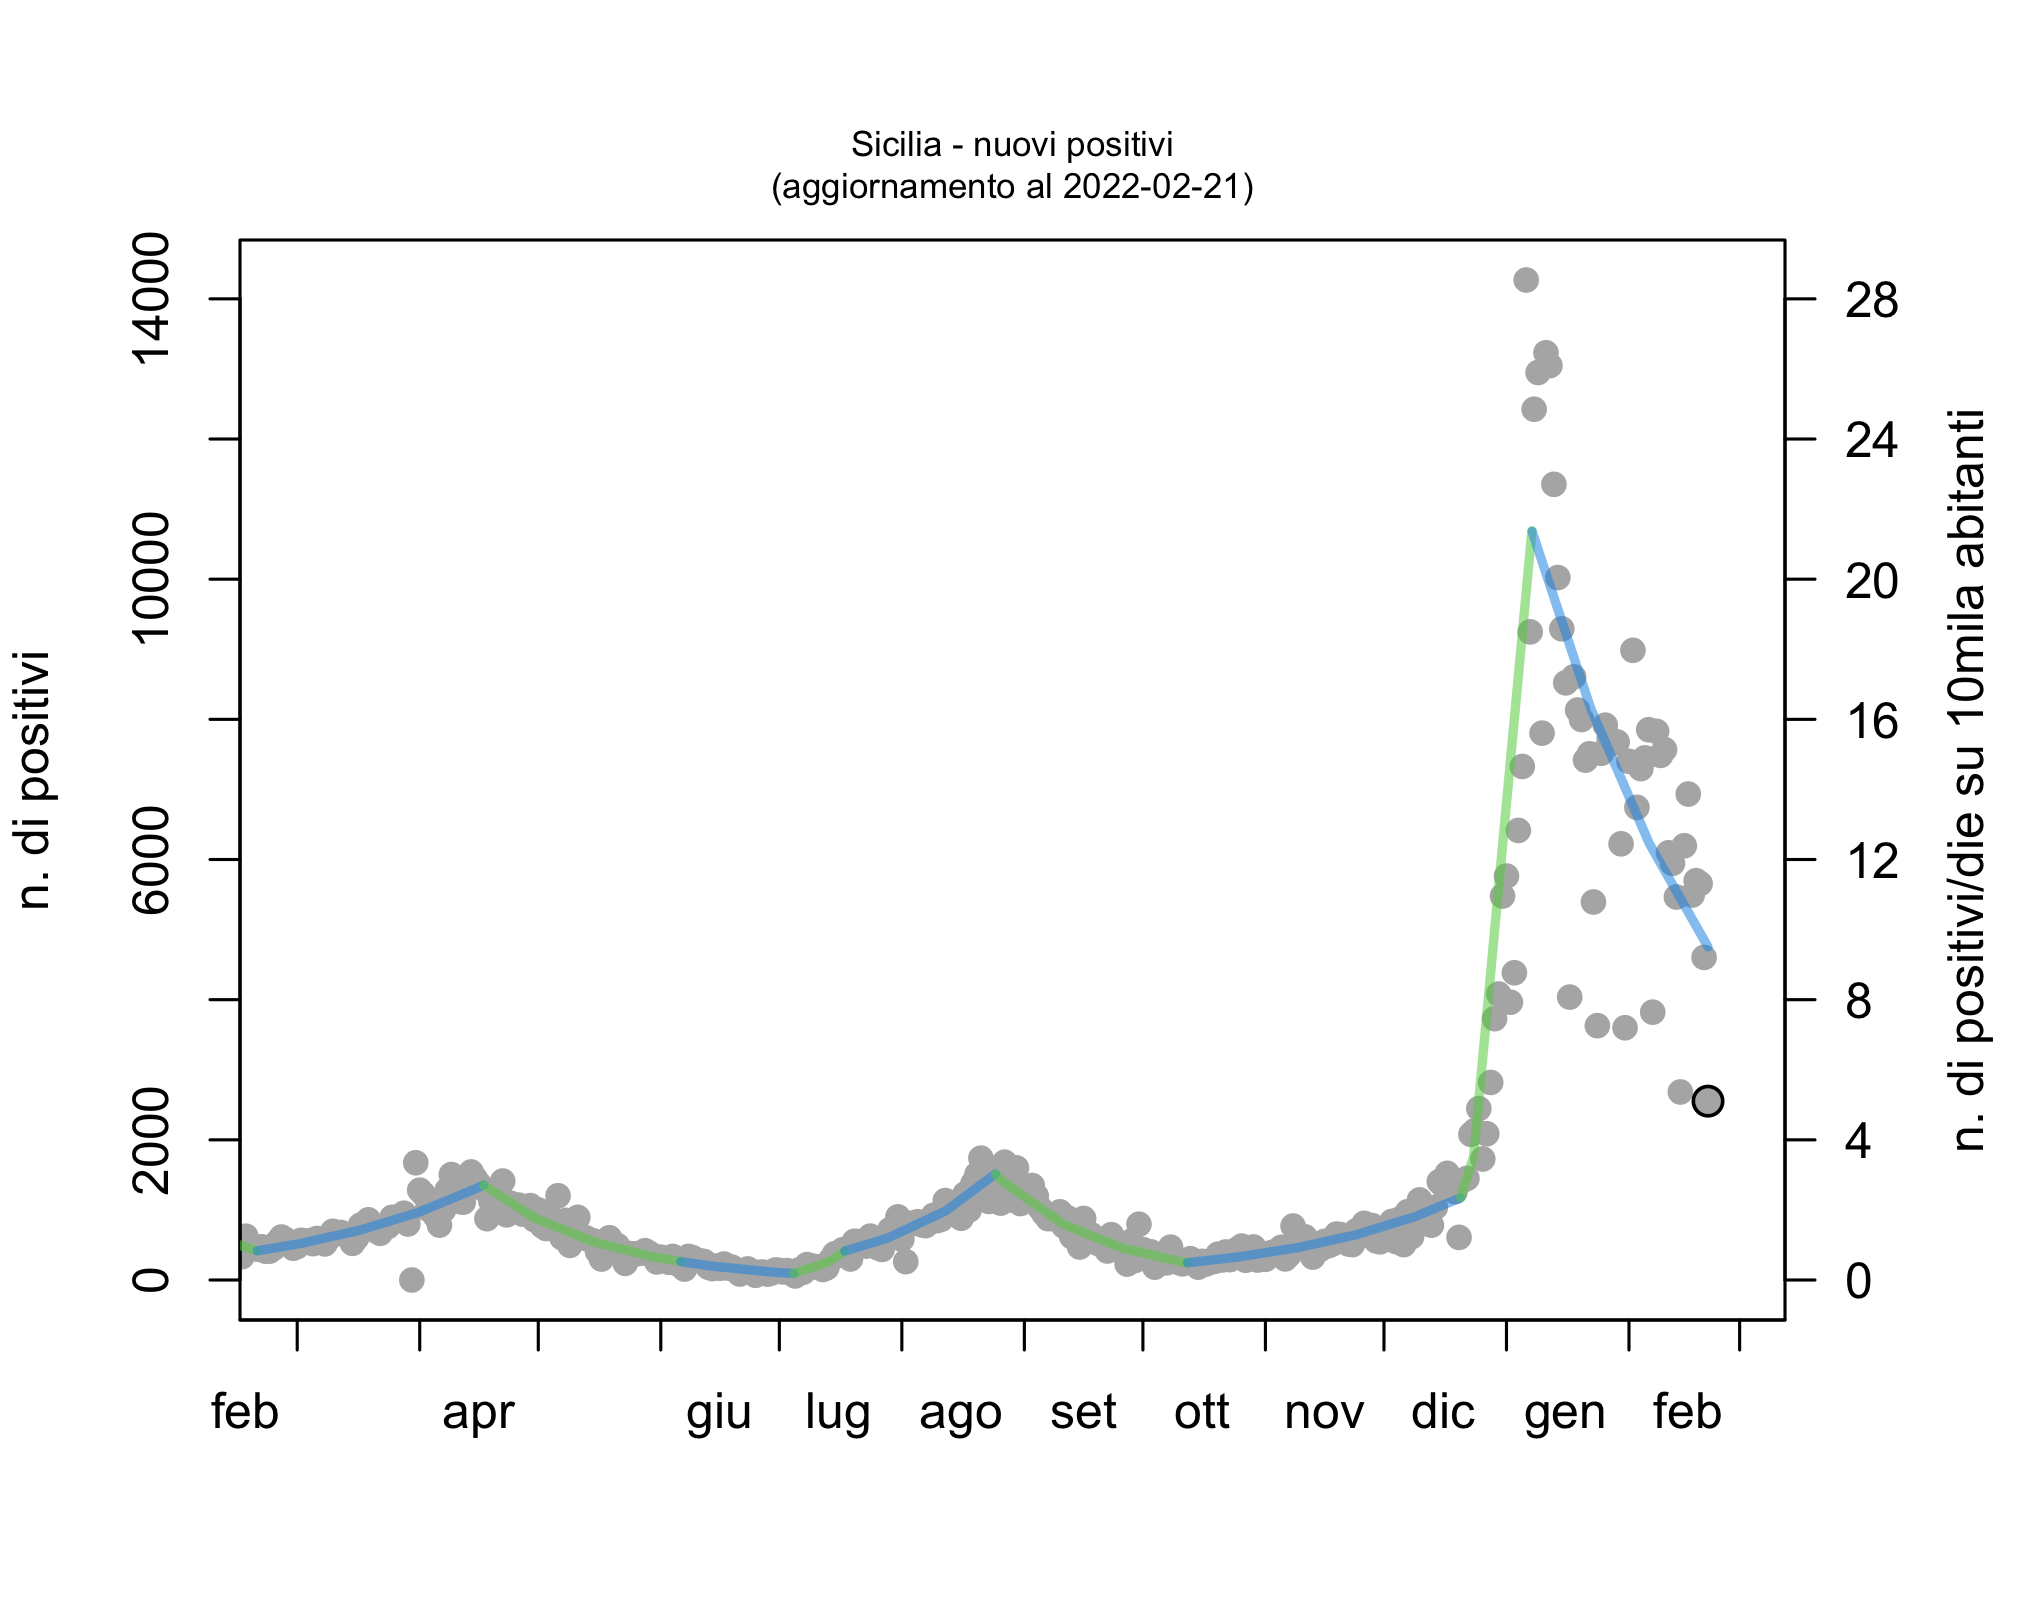 Sicilia - nuovi positivi
(aggiornamento al 2022-02-21)
n. di positivi
14000
10000
6000
2000
0
28
24
20
16
12
8
4
0
n. di positivi/die su 10mila abitanti
feb apr giu lug ago set ott nov dic gen feb